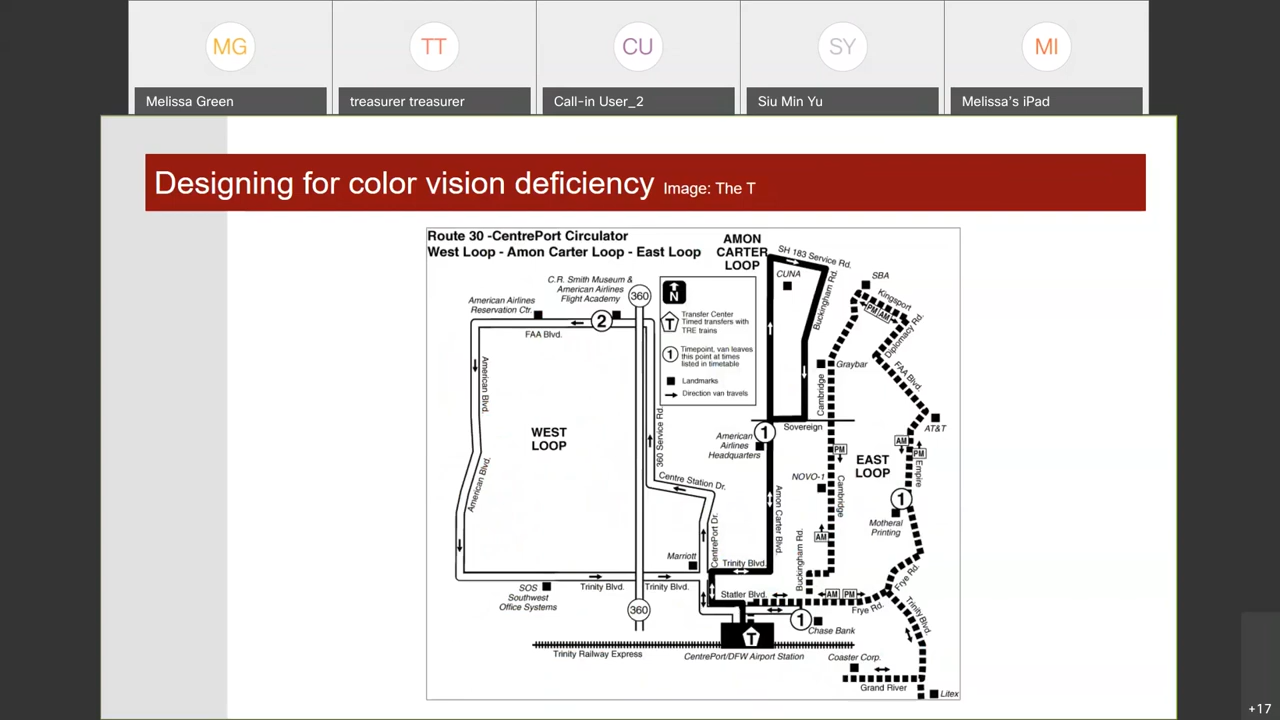 MG
TT
CU
SY
MI
Melissa Green
treasurer treasurer
Call-in User_2
Siu Min Yu
Melissa's iPad
Designing for color vision deficiency Image: The T
Route 30 -CentrePort Circulator
West Loop - Amon Carter Loop - East Loop
AMON
CARTER
LOOP
SH 183 Service Rd.
CUNA
Buckingham Rd.
SBA
Kingsport
PM AM
Diplomacy Rd.
C.R. Smith Museum &
American Airlines
Flight Academy
360
American Airlines
Reservation Ctr.
2
FAA Blvd.
N
T
Transfer Center
Timed transfers with
TRE trains
1
Timepoint, van leaves
this point at times
listed in timetable
Landmarks
Direction van travels
Graybar
FAA Blvd.
American Blvd.
Cambridge
360 Service Rd.
WEST
LOOP
Sovereign
AT&T
American
Airlines
Headquarters
1
PM
AM
PM
Empire
EAST
LOOP
American Blvd.
Centre Station Dr.
NOVO-1
Cambridge
1
Motheral
Printing
Amon Carter Blvd.
CentrePort Dr.
AM
Buckingham Rd.
Marriott
Trinity Blvd.
Frye Rd.
SOS
Southwest
Office Systems
Trinity Blvd.
Trinity Blvd.
Statler Blvd.
AM PM
Frye Rd.
Trinity Blvd.
360
1
Chase Bank
T
Trinity Railway Express
CentrePort/DFW Airport Station
Coaster Corp.
Grand River
Litex
+17